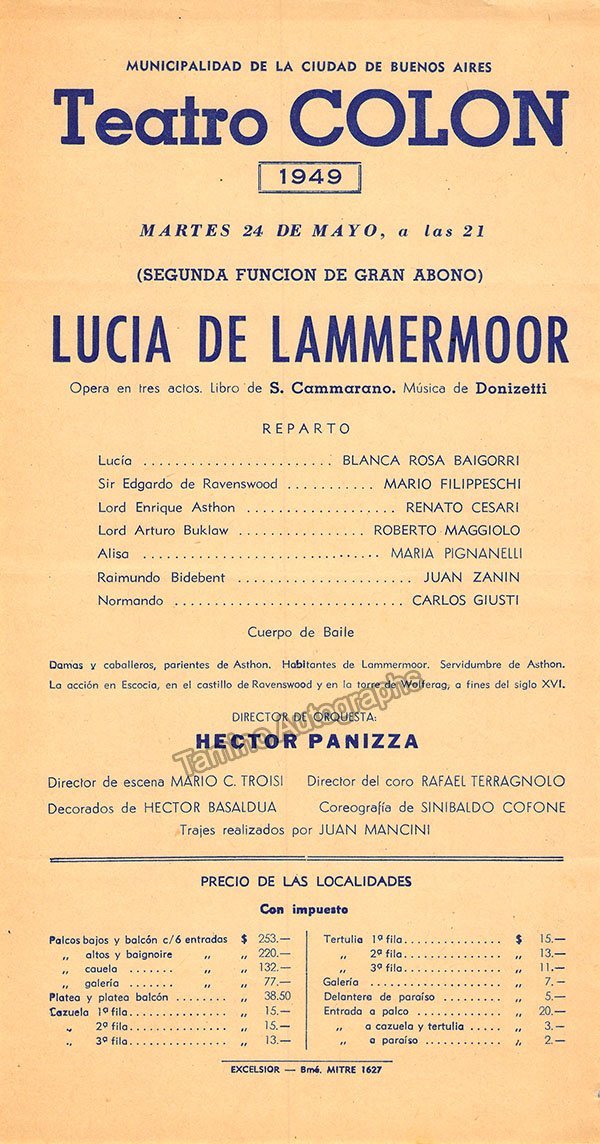 MUNICIPALIDAD DE LA CIUDAD DE BUENOS AIRES
Teatro COLON
1949
MARTES 24 DE MAYO, a las 21
(SEGUNDA FUNCION DE GRAN ABONO)
LUCIA DE LAMMERMOOR
Opera en tres actos. Libro de S. Cammarano. Música de Donizetti
REPARTO
Lucía ........................ BLANCA ROSA BAIGORRI
Sir Edgardo de Ravenswood ........... MARIO FILIPPESCHI
Lord Enrique Asthon ................... RENATO CESARI
Lord Arturo Buklaw ................ ROBERTO MAGGIOLO
Alisa .............................. MARIA PIGNANELLI
Raimundo Bidebent ...................... JUAN ZANIN
Normando ............................. CARLOS GIUSTI
Cuerpo de Baile
Damas y caballeros, parientes de Asthon. Habitantes de Lammermoor. Servidumbre de Asthon.
La acción en Escocia, en el castillo de Ravenswood y en la torre de Wolferag, a fines del siglo XVI.
DIRECTOR DE ORQUESTA:
HECTOR PANIZZA
Tamino Autographs
Director de escena MARIO C. TROISI Director del coro RAFAEL TERRAGNOLO
Decorados de HECTOR BASALDUA Coreografía de SINIBALDO COFONE
Trajes realizados por JUAN MANCINI
PRECIO DE LAS LOCALIDADES
Con impuesto
Palcos bajos y balcón c/6 entradas $ 253.—
„ altos y baignoire „ „ 220.—
„ cauela ....... „ „ 132.—
„ galería ....... „ „ 77.—
Platea y platea balcón ........ „ 38.50
Cazuela 1ª fila............... „ 15.—
„ 2ª fila............... „ 15.—
„ 3ª fila............... „ 13.—
Tertulia 1ª fila............... $ 15.—
„ 2ª fila............... „ 13.—
„ 3ª fila............... „ 11.—
Galería ..................... „ 7.—
Delantera de paraíso ......... „ 5.—
Entrada a palco .............. „ 20.—
„ a cazuela y tertulia ..... „ 3.—
„ a paraíso ............ „ 2.—
EXCELSIOR — Bmé. MITRE 1627